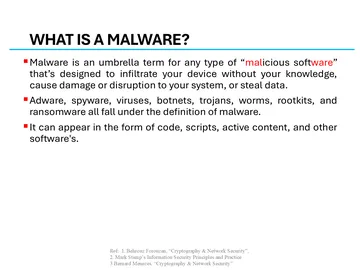 WHAT IS A MALWARE?
▪Malware is an umbrella term for any type of “malicious software”
that’s designed to infiltrate your device without your knowledge,
cause damage or disruption to your system, or steal data.
▪Adware, spyware, viruses, botnets, trojans, worms, rootkits, and
ransomware all fall under the definition of malware.
▪It can appear in the form of code, scripts, active content, and other
software's.
Ref. 1. Behrouz Forouzan, “Cryptography & Network Security”.
2. Mark Stamp's Information Security Principles and Practice
3.Bernard Menezes. “Cryptography & Network Security”